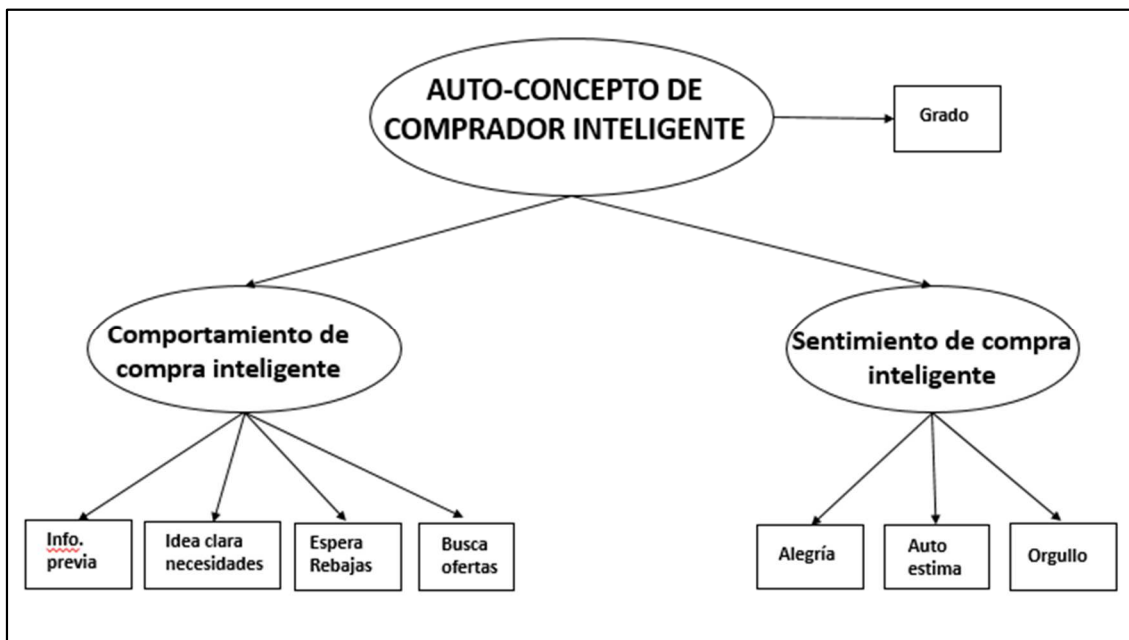 AUTO-CONCEPTO DE
COMPRADOR INTELIGENTE
Grado
Comportamiento de
compra inteligente
Sentimiento de compra
inteligente
Info.
previa
Idea clara
necesidades
Espera
Rebajas
Busca
ofertas
Alegría
Auto
estima
Orgullo